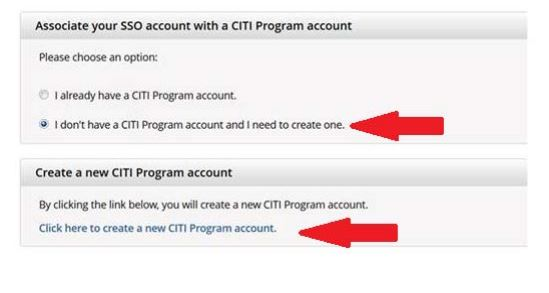 Associate your SSO account with a CITI Program account
Please choose an option:
I already have a CITI Program account.
I don't have a CITI Program account and I need to create one.
Create a new CITI Program account
By clicking the link below, you will create a new CITI Program account.
Click here to create a new CITI Program account.